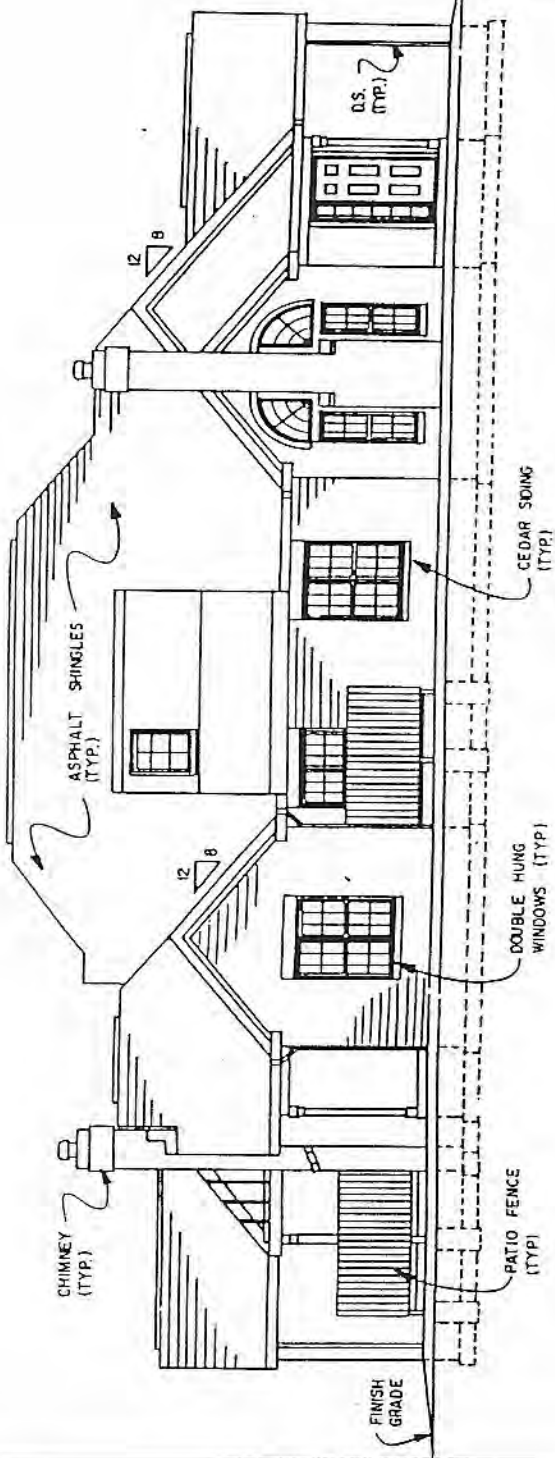 CHIMNEY
(TYP.)
ASPHALT SHINGLES
(TYP.)
12
8
12
8
D.S.
(TYP.)
FINISH
GRADE
PATIO FENCE
(TYP)
DOUBLE HUNG
WINDOWS (TYP)
CEDAR SIDING
(TYP.)